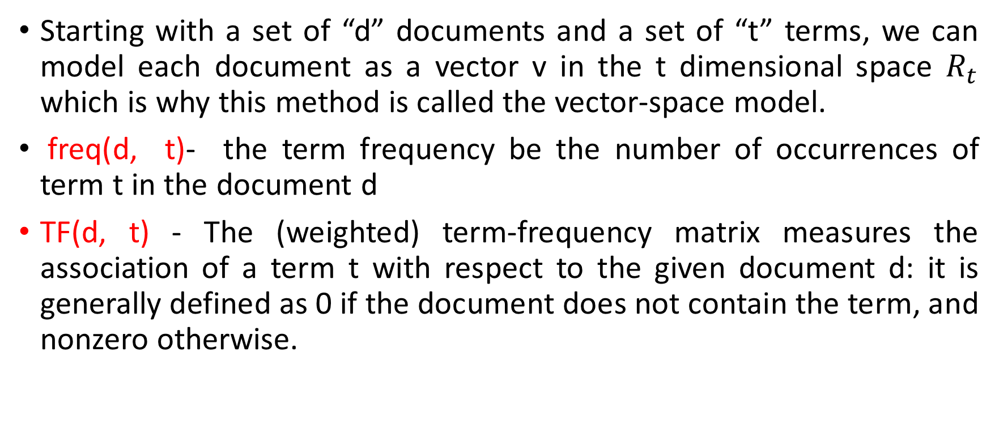 • Starting with a set of “d” documents and a set of “t” terms, we can
model each document as a vector v in the t dimensional space R_t
which is why this method is called the vector-space model.
• freq(d, t)- the term frequency be the number of occurrences of
term t in the document d
• TF(d, t) - The (weighted) term-frequency matrix measures the
association of a term t with respect to the given document d: it is
generally defined as 0 if the document does not contain the term, and
nonzero otherwise.